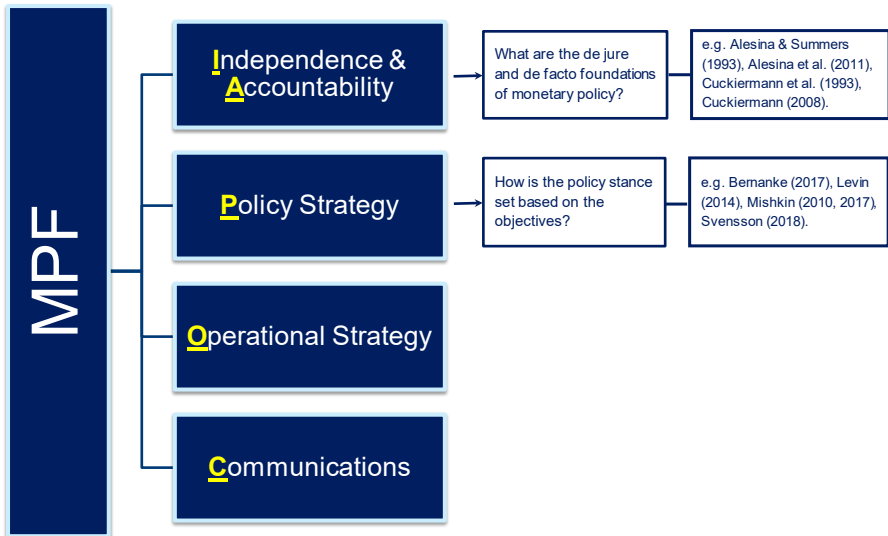 MPF
Independence &
Accountability
What are the de jure
and de facto foundations
of monetary policy?
e.g. Alesina & Summers
(1993), Alesina et al. (2011),
Cuckiermann et al. (1993),
Cuckiermann (2008).
Policy Strategy
How is the policy stance
set based on the
objectives?
e.g. Bernanke (2017), Levin
(2014), Mishkin (2010, 2017),
Svensson (2018).
Operational Strategy
Communications